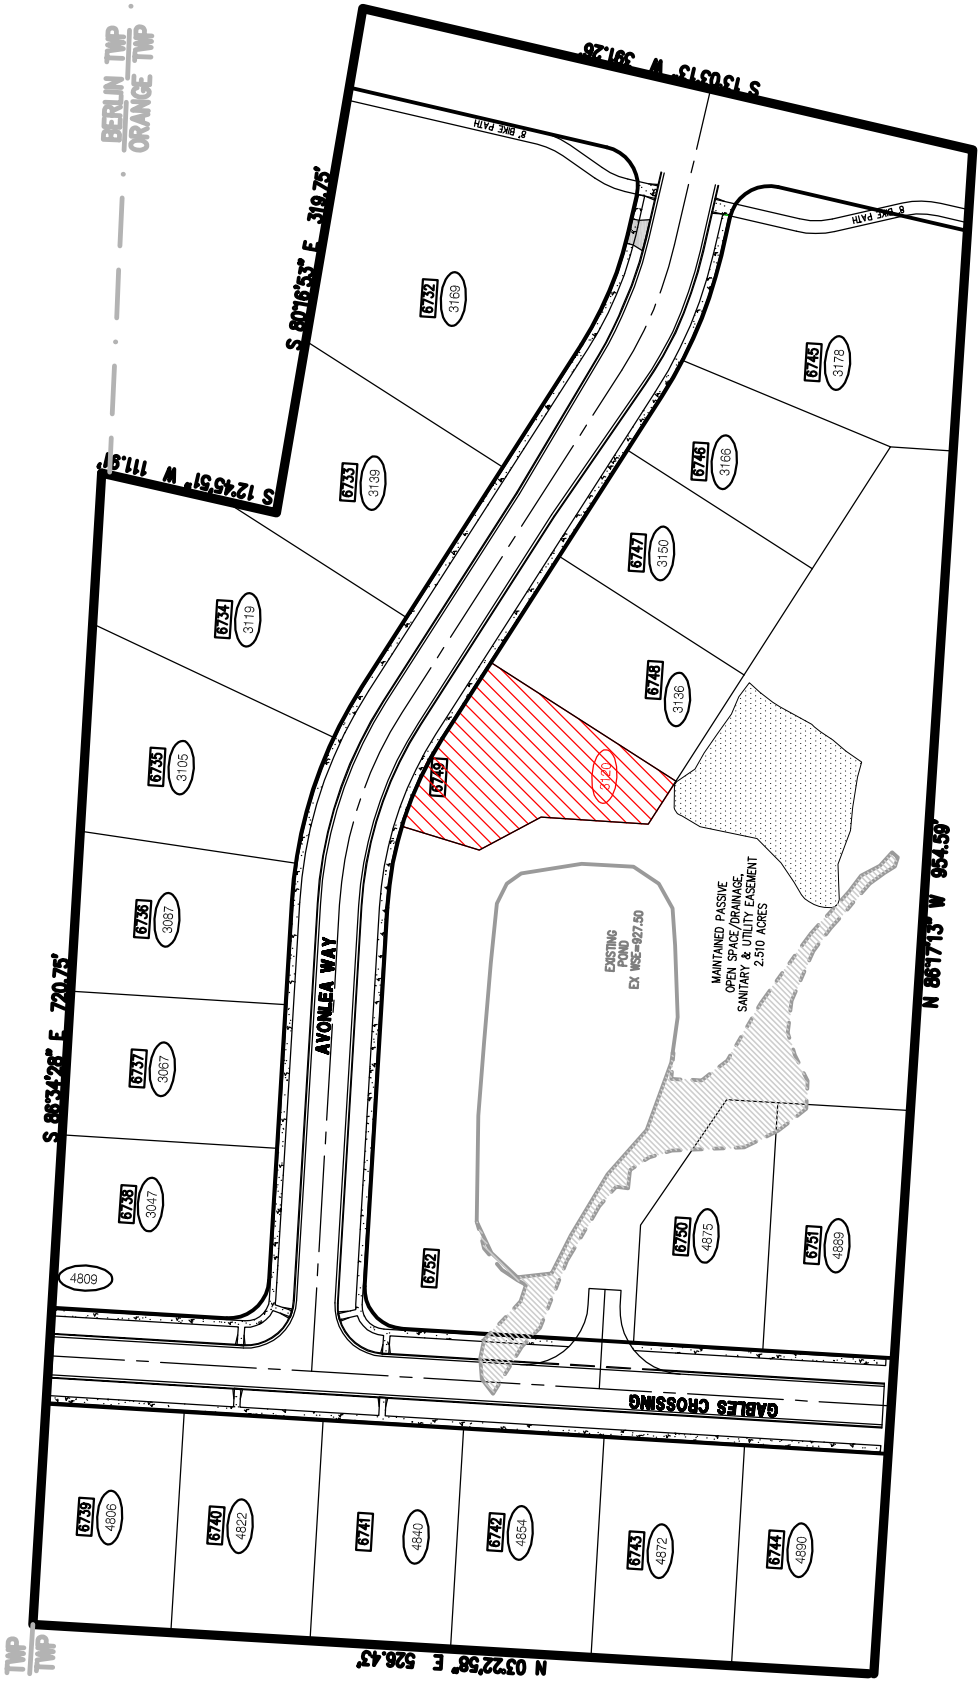 BERLIN TWP
ORANGE TWP
S 13°03'13" W 391.26'
8' BIKE PATH
S 80°16'53" E 319.75'
8' BIKE PATH
6732
3169
6745
3178
S 12°45'51" W 111.91'
6733
3139
6746
3166
6747
3150
6734
3119
6748
3136
6735
3105
6749
3120
6736
3087
MAINTAINED PASSIVE
OPEN SPACE/DRAINAGE,
SANITARY & UTILITY EASEMENT
2.510 ACRES
N 86°17'13" W 954.59'
EXISTING
POND
EX WSE=927.50
AVONLEA WAY
S 86°34'28" E 720.75'
6737
3067
6738
3047
4809
6752
6750
4875
6751
4889
GABLES CROSSING
6739
4806
6740
4822
6741
4840
6742
4854
6743
4872
6744
4890
TWP
TWP
N 03°22'58" E 526.43'